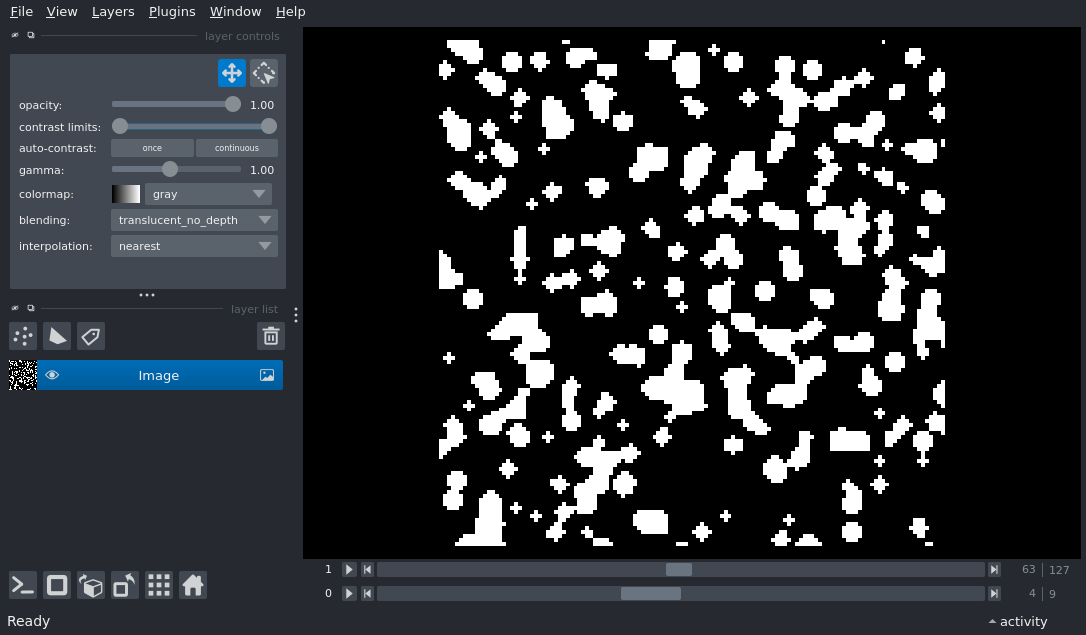 File View Layers Plugins Window Help
layer controls
opacity: 1.00
contrast limits:
auto-contrast: once continuous
gamma: 1.00
colormap: gray
blending: translucent_no_depth
interpolation: nearest
layer list
Image
1 63 127
0 4 9
Ready activity